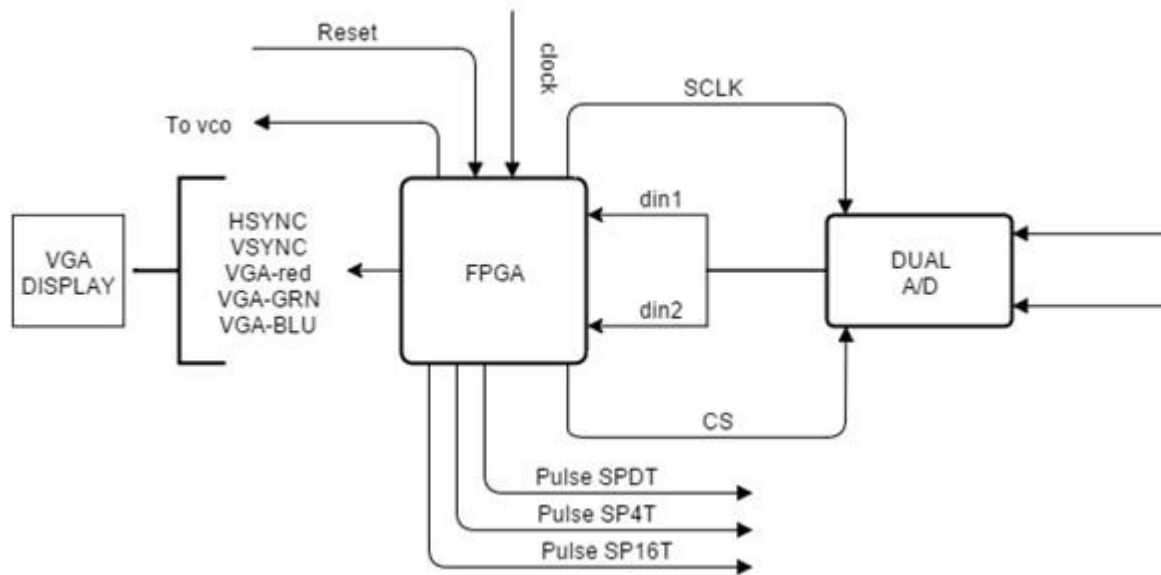 Reset
clock
SCLK
To vco
din1
HSYNC
VSYNC
VGA-red
VGA-GRN
VGA-BLU
VGA
DISPLAY
FPGA
DUAL
A/D
din2
CS
Pulse SPDT
Pulse SP4T
Pulse SP16T